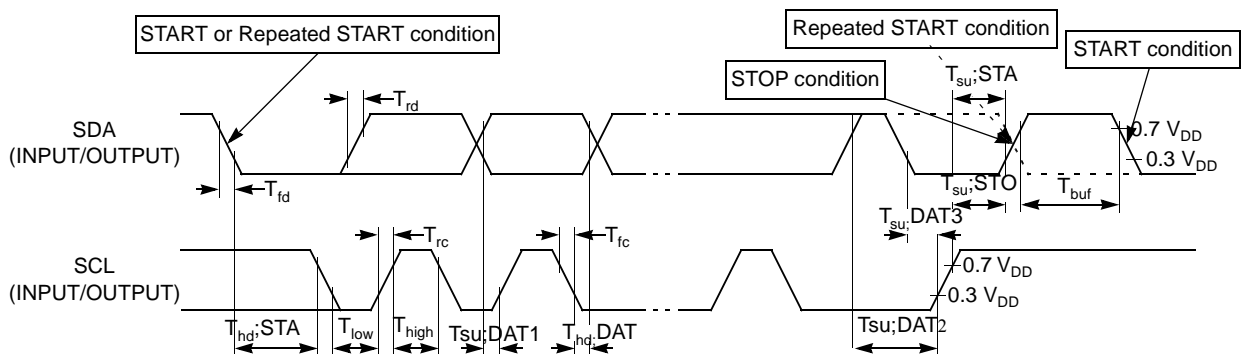 START or Repeated START condition
Repeated START condition
START condition
STOP condition
Tsu;STA
Trd
SDA
(INPUT/OUTPUT)
0.7 VDD
0.3 VDD
Tfd
Tsu;STO
Tbuf
Tsu;DAT3
Trc
Tfc
SCL
(INPUT/OUTPUT)
0.7 VDD
0.3 VDD
Thd;STA
Tlow
Thigh
Tsu;DAT1
Thd;DAT
Tsu;DAT2